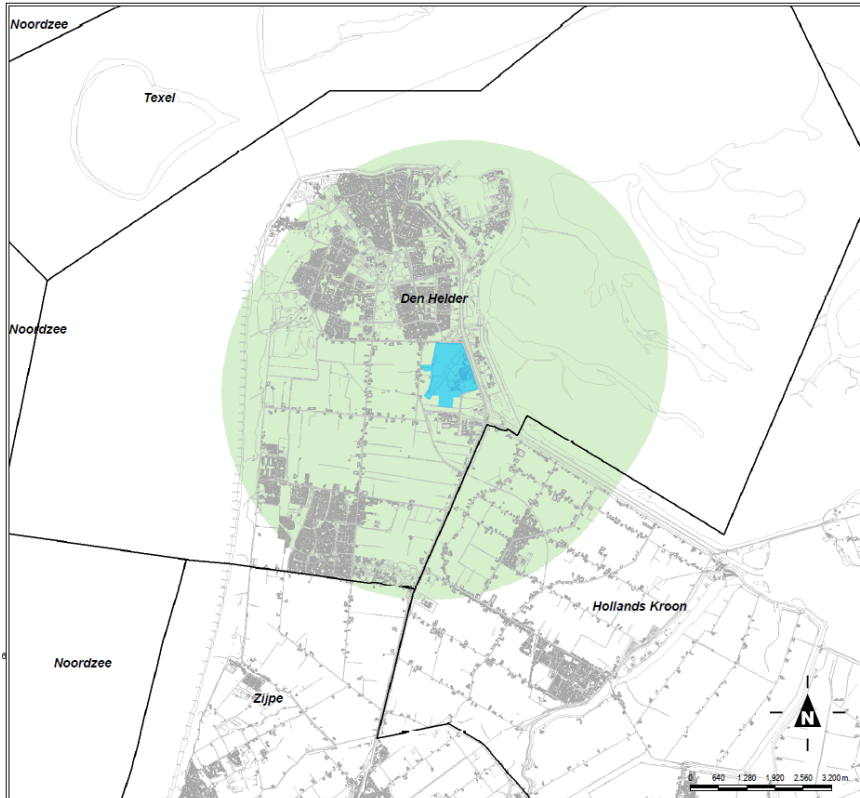 Noordzee
Texel
Den Helder
Noordzee
Hollands Kroon
6
Noordzee
Zijpe
N
0 640 1.280 1.920 2.560 3.200 m.